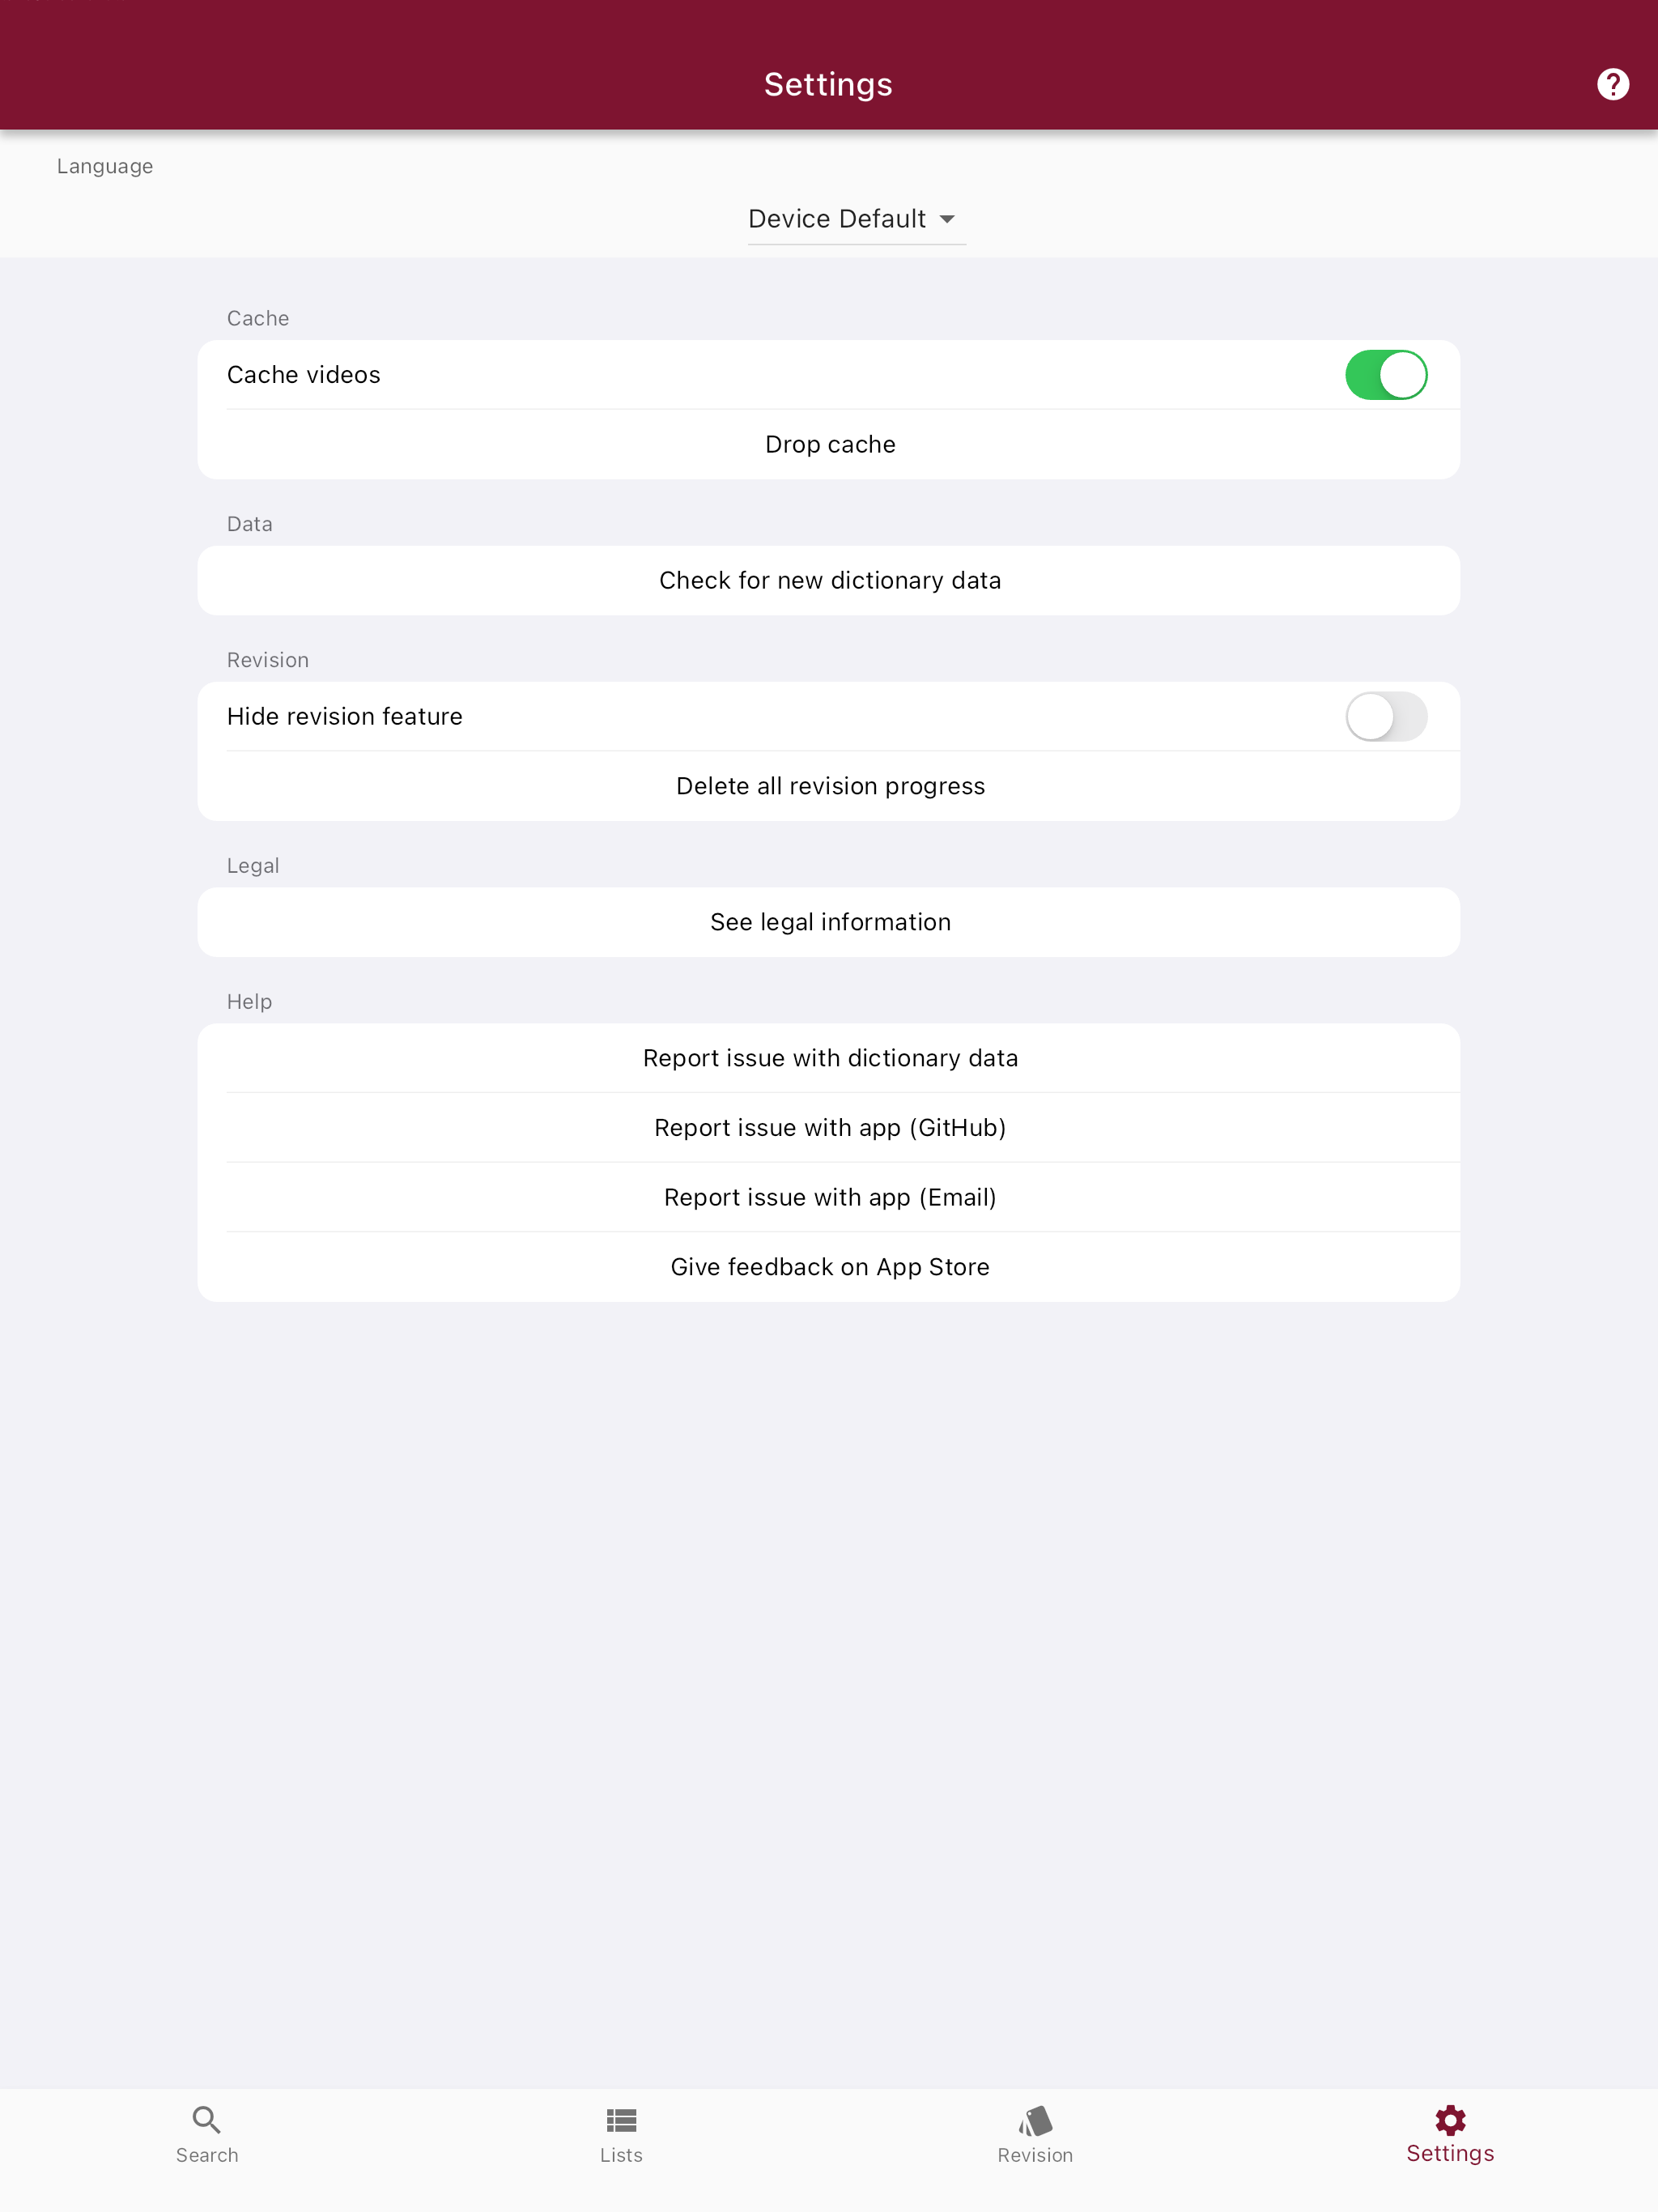 Settings
Language
Device Default
Cache
Cache videos
Drop cache
Data
Check for new dictionary data
Revision
Hide revision feature
Delete all revision progress
Legal
See legal information
Help
Report issue with dictionary data
Report issue with app (GitHub)
Report issue with app (Email)
Give feedback on App Store
Search
Lists
Revision
Settings